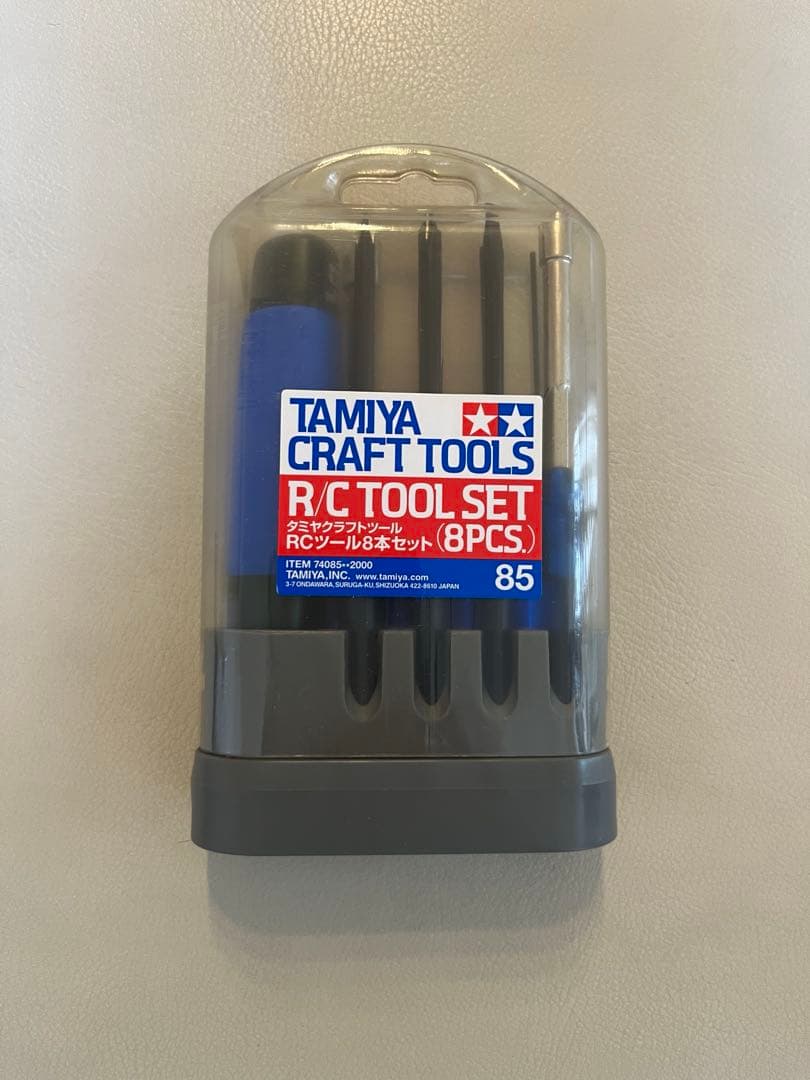 TAMIYA
CRAFT TOOLS
R/C TOOL SET
タミヤクラフトツール
RCツール8本セット (8PCS.)
ITEM 74085••2000
TAMIYA, INC. www.tamiya.com
3-7 ONDAWARA, SURUGA-KU, SHIZUOKA 422-8610 JAPAN
85